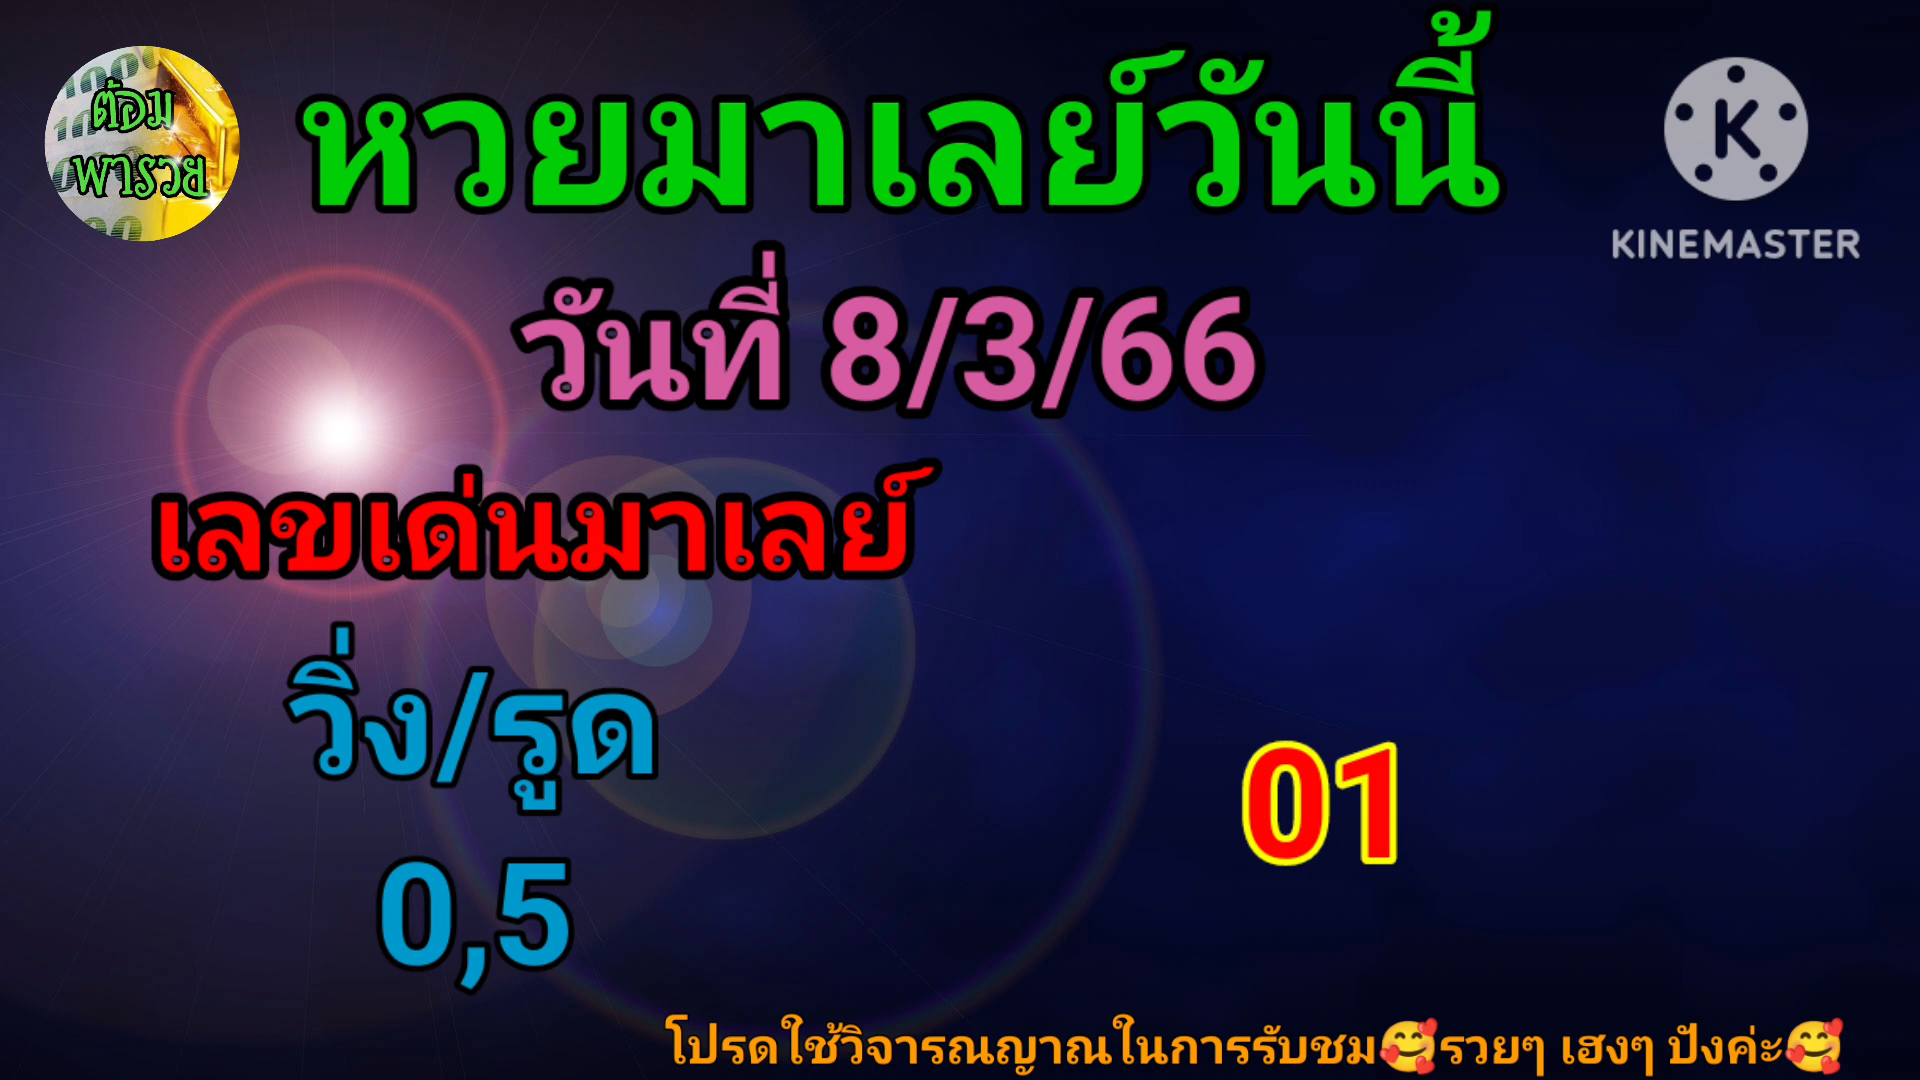 ต้อม
พารวย
หวยมาเลย์วันนี้
KINEMASTER
วันที่ 8/3/66
เลขเด่นมาเลย์
วิ่ง/รูด
01
0,5
โปรดใช้วิจารณญาณในการรับชม🥰รวยๆ เฮงๆ ปังค่ะ🥰